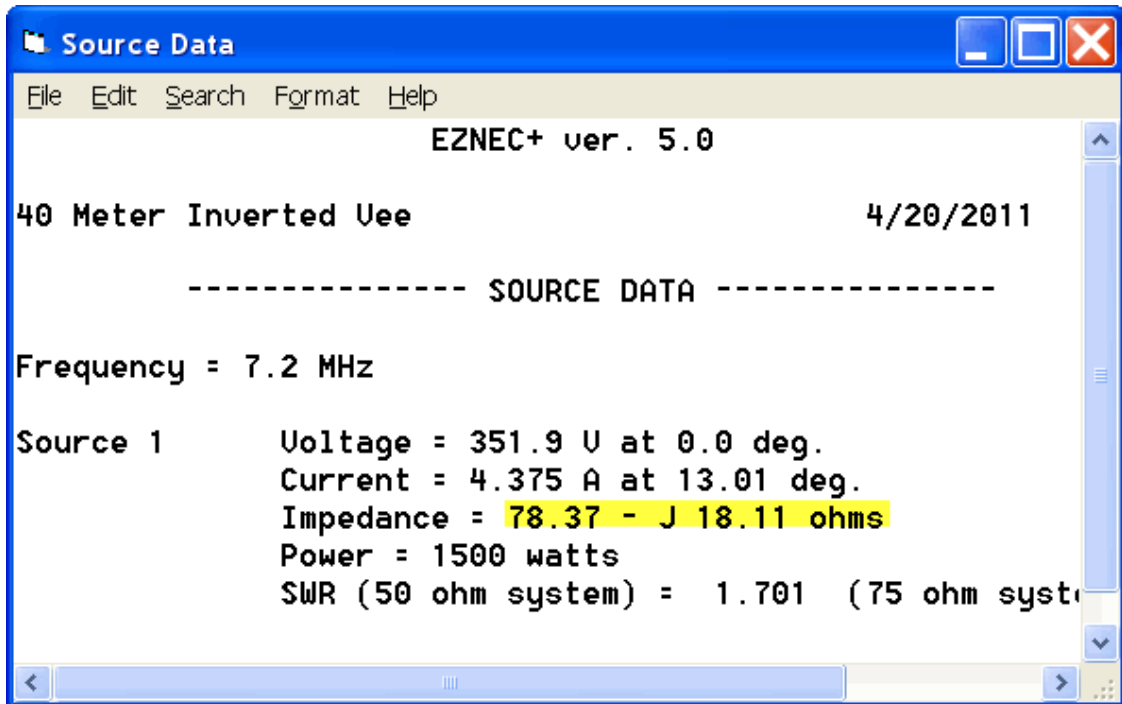 Source Data
File Edit Search Format Help
EZNEC+ ver. 5.0
40 Meter Inverted Vee 4/20/2011
--------------- SOURCE DATA ---------------
Frequency = 7.2 MHz
Source 1 Voltage = 351.9 V at 0.0 deg.
Current = 4.375 A at 13.01 deg.
Impedance = 78.37 - J 18.11 ohms
Power = 1500 watts
SWR (50 ohm system) = 1.701 (75 ohm